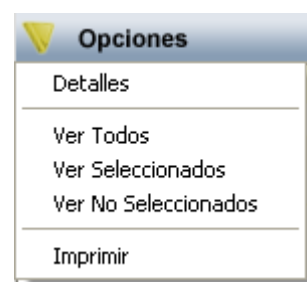 Opciones
Detalles
Ver Todos
Ver Seleccionados
Ver No Seleccionados
Imprimir